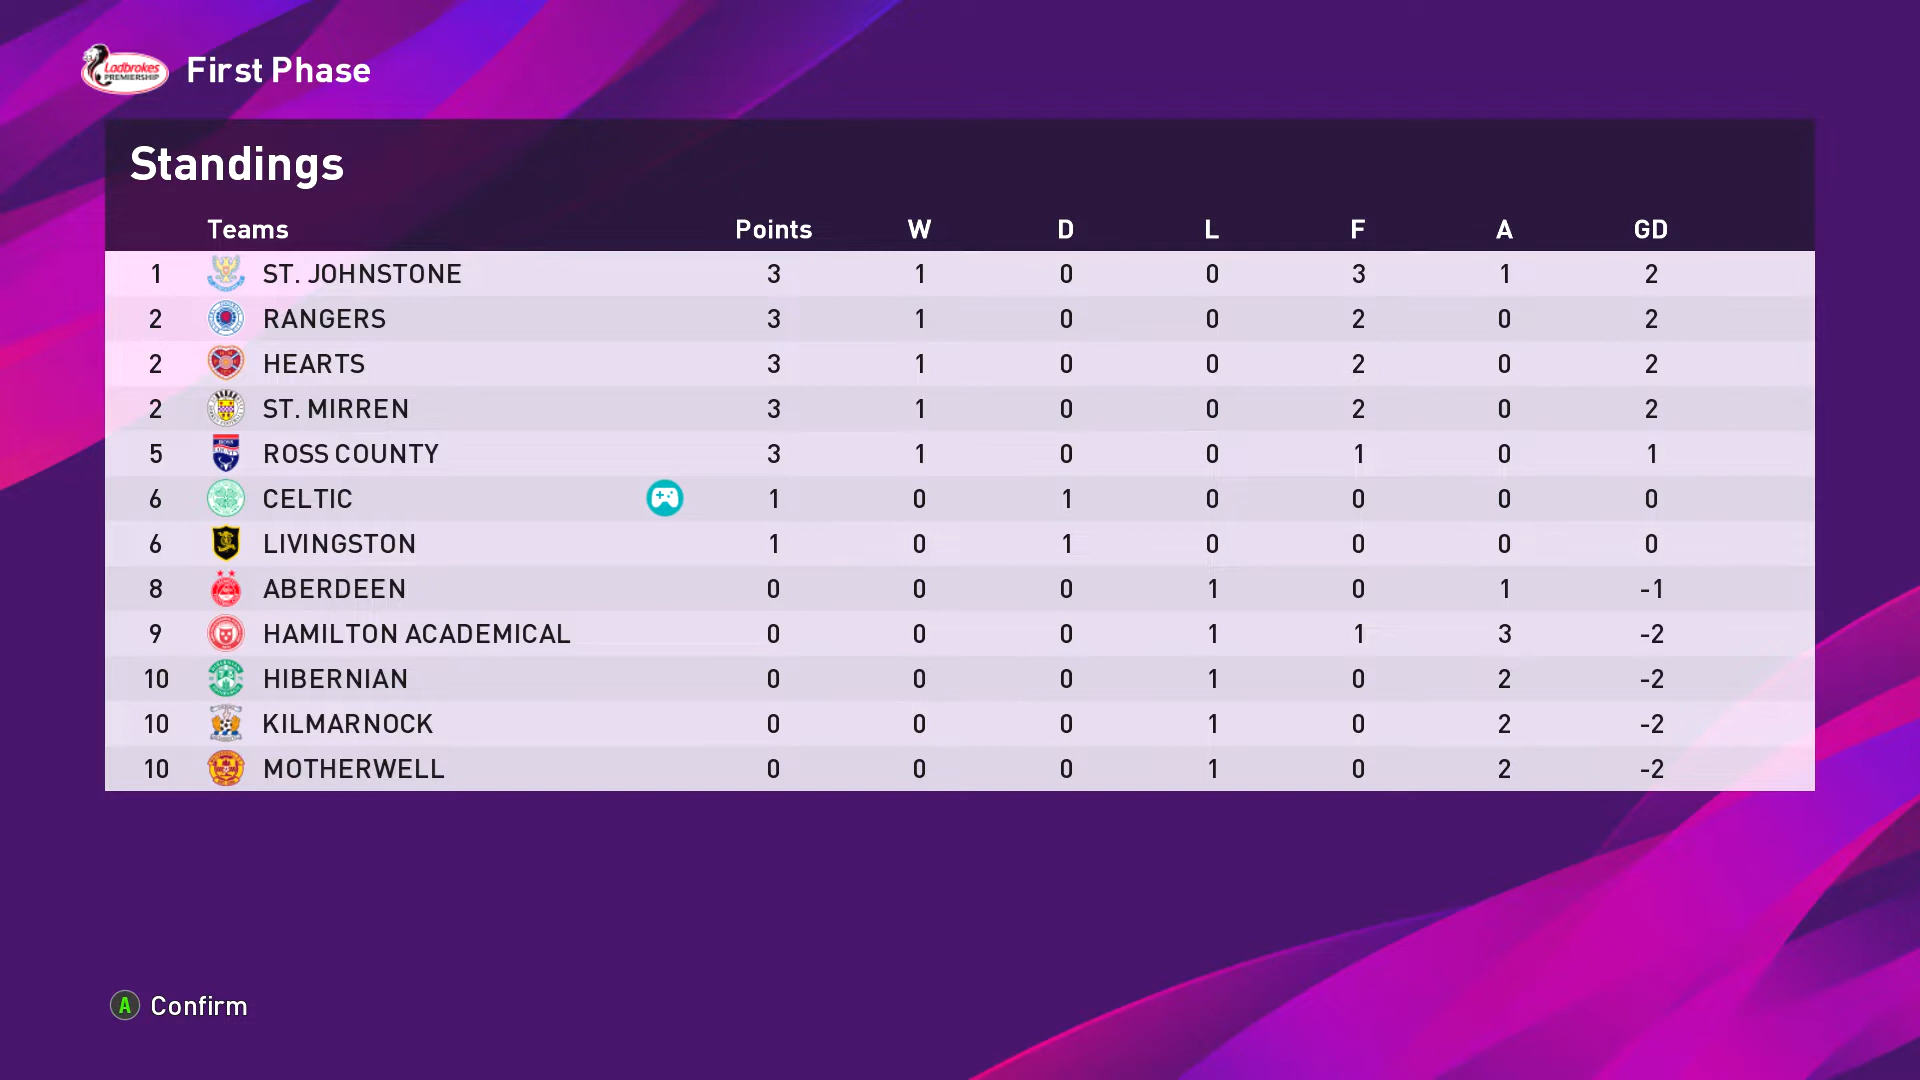 Ladbrokes
PREMIERSHIP
First Phase
Standings
Teams Points W D L F A GD
1 ST. JOHNSTONE 3 1 0 0 3 1 2
2 RANGERS 3 1 0 0 2 0 2
2 HEARTS 3 1 0 0 2 0 2
2 ST. MIRREN 3 1 0 0 2 0 2
5 ROSS COUNTY 3 1 0 0 1 0 1
6 CELTIC 1 0 1 0 0 0 0
6 LIVINGSTON 1 0 1 0 0 0 0
8 ABERDEEN 0 0 0 1 0 1 -1
9 HAMILTON ACADEMICAL 0 0 0 1 1 3 -2
10 HIBERNIAN 0 0 0 1 0 2 -2
10 KILMARNOCK 0 0 0 1 0 2 -2
10 MOTHERWELL 0 0 0 1 0 2 -2
A Confirm